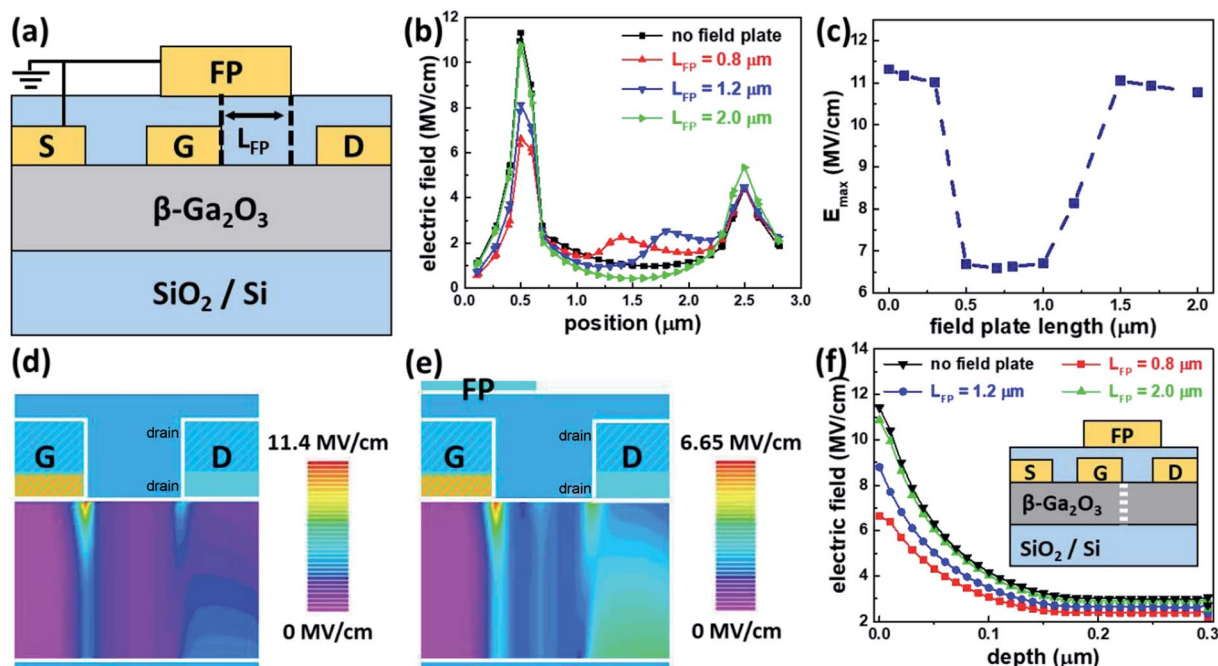 (a)
FP
S
G
L_FP
D
β-Ga₂O₃
SiO₂ / Si
(b)
electric field (MV/cm)
12
10
8
6
4
2
0
0.0 0.5 1.0 1.5 2.0 2.5 3.0
position (μm)
no field plate
L_FP = 0.8 μm
L_FP = 1.2 μm
L_FP = 2.0 μm
(c)
E_max (MV/cm)
12
11
10
9
8
7
6
0.0 0.5 1.0 1.5 2.0
field plate length (μm)
(d)
G
drain
drain
D
11.4 MV/cm
0 MV/cm
(e)
FP
G
drain
drain
D
6.65 MV/cm
0 MV/cm
(f)
electric field (MV/cm)
14
12
10
8
6
4
2
0.0 0.1 0.2 0.3
depth (μm)
no field plate
L_FP = 0.8 μm
L_FP = 1.2 μm
L_FP = 2.0 μm
FP
S
G
D
β-Ga₂O₃
SiO₂ / Si